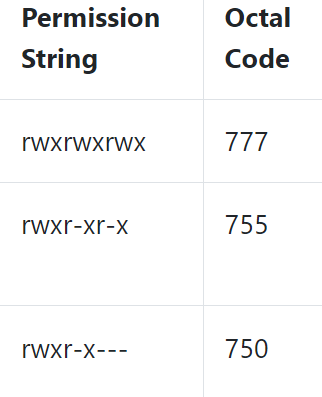 Permission String
Octal Code
rwxrwxrwx 777
rwxr-xr-x 755
rwxr-x--- 750